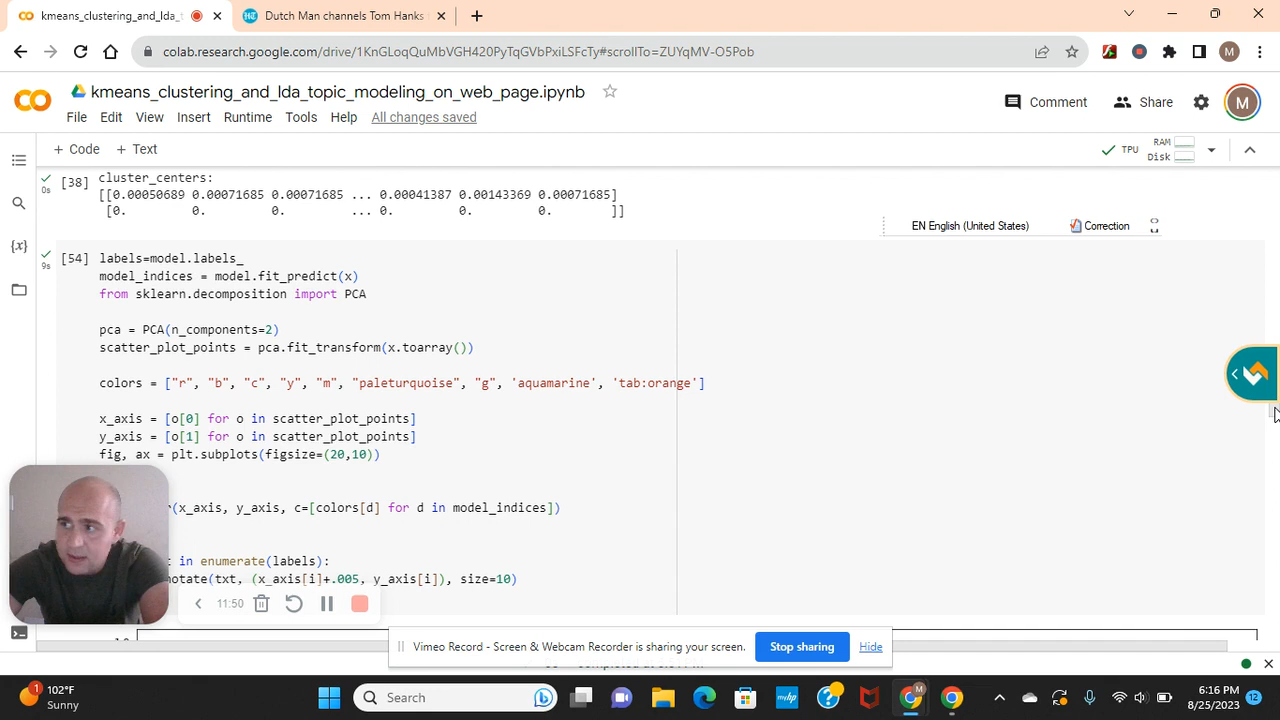 kmeans_clustering_and_lda_t
Dutch Man channels Tom Hanks
colab.research.google.com/drive/1KnGLoqQuMbVGH420PyTqGVbPxiLSFcTy#scrollTo=ZUYqMV-O5Pob
M
CO
kmeans_clustering_and_lda_topic_modeling_on_web_page.ipynb
Comment
Share
M
File Edit View Insert Runtime Tools Help All changes saved
+ Code + Text
TPU
RAM
Disk
[38] cluster_centers:
[[0.00050689 0.00071685 0.00071685 ... 0.00041387 0.00143369 0.00071685]
[0. 0. 0. ... 0. 0. 0. ]]
0s
EN English (United States) Correction
{x}
[54] labels=model.labels_
9s
model_indices = model.fit_predict(x)
from sklearn.decomposition import PCA
pca = PCA(n_components=2)
scatter_plot_points = pca.fit_transform(x.toarray())
colors = ["r", "b", "c", "y", "m", "paleturquoise", "g", 'aquamarine', 'tab:orange']
x_axis = [o[0] for o in scatter_plot_points]
y_axis = [o[1] for o in scatter_plot_points]
fig, ax = plt.subplots(figsize=(20,10))
(x_axis, y_axis, c=[colors[d] for d in model_indices])
t in enumerate(labels):
notate(txt, (x_axis[i]+.005, y_axis[i]), size=10)
11:50
Vimeo Record - Screen & Webcam Recorder is sharing your screen.
Stop sharing
Hide
102°F
Sunny
Search
6:16 PM
8/25/2023
12